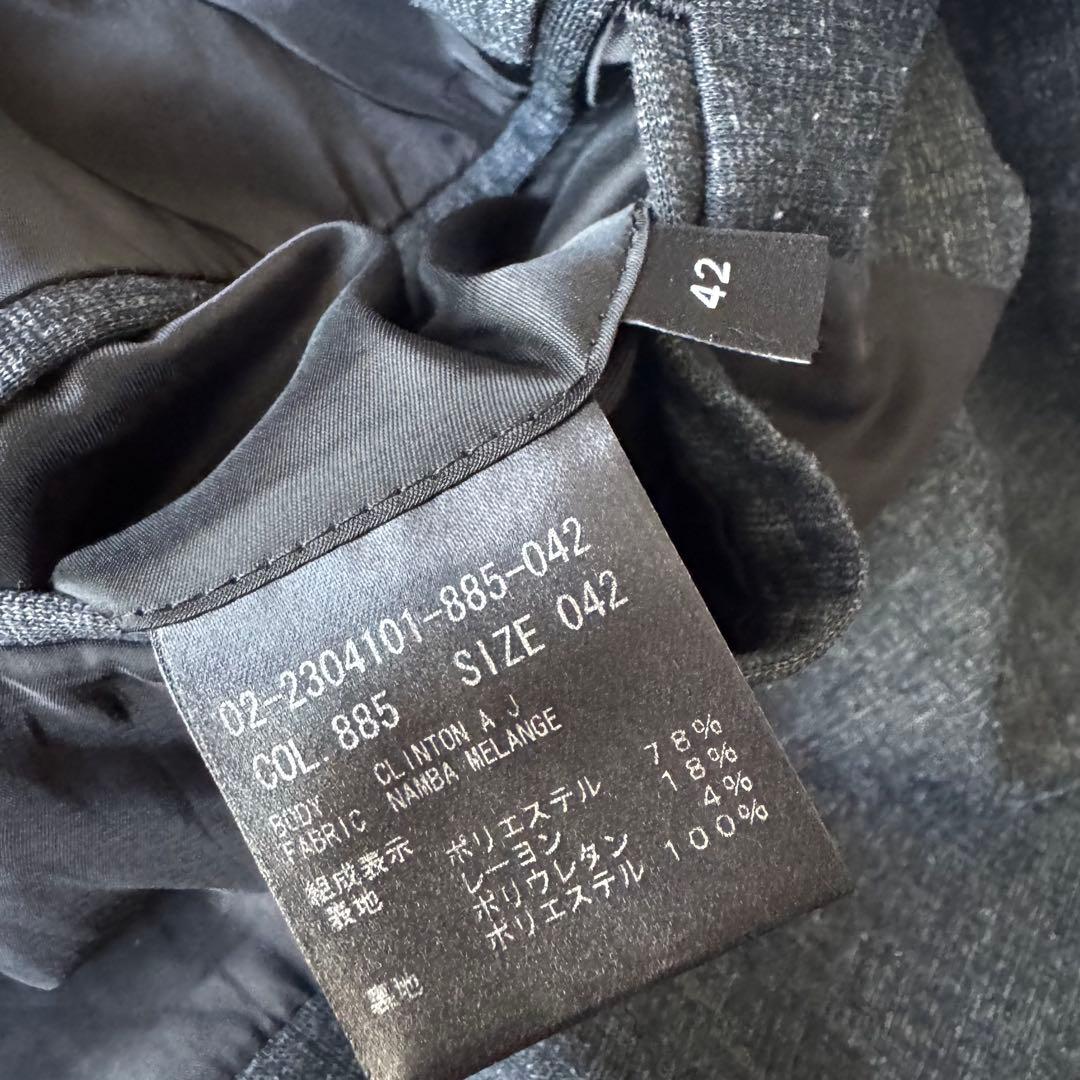 42
02-2304101-885-042
COL. 885 SIZE 042
BODY CLINTON A J
FABRIC NAMBA MELANGE
組成表示 ポリエステル 78%
表地 レーヨン 18%
ポリウレタン 4%
裏地 ポリエステル 100%